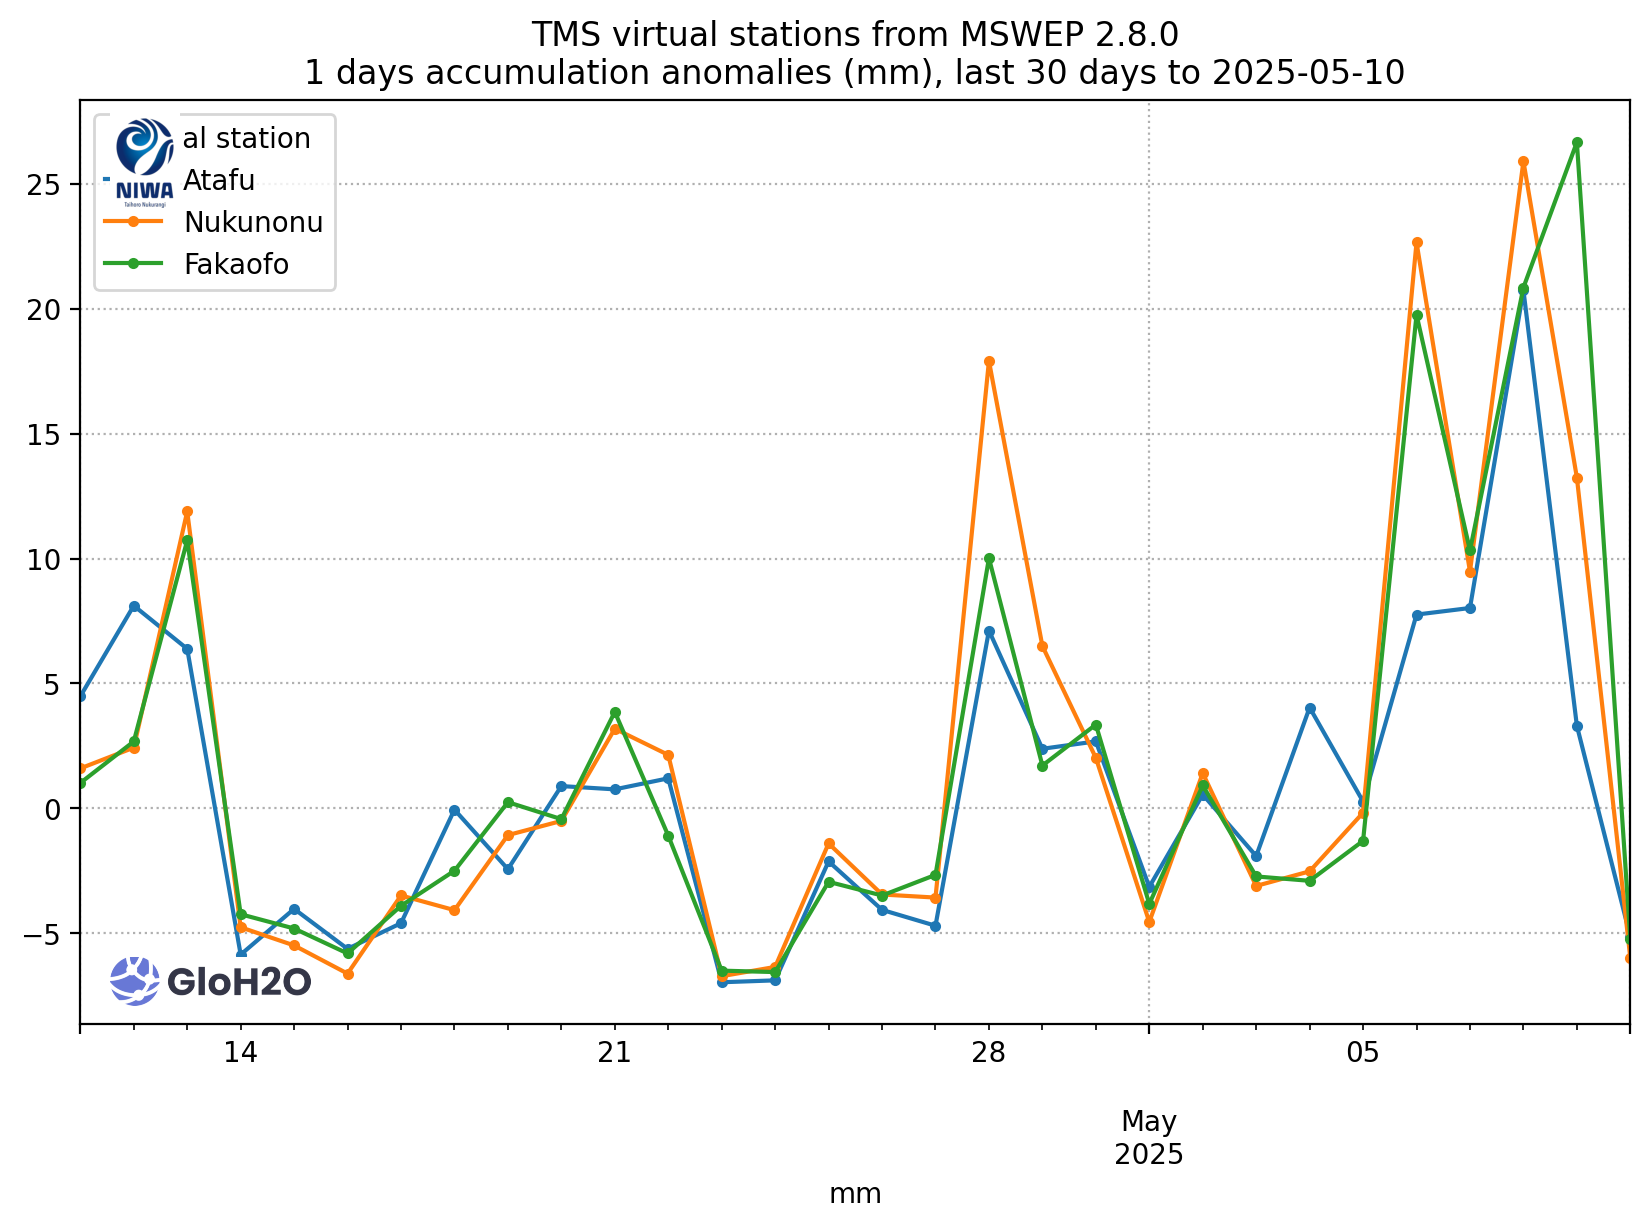 TMS virtual stations from MSWEP 2.8.0
1 days accumulation anomalies (mm), last 30 days to 2025-05-10
al station
Atafu
Nukunonu
Fakaofo
NIWA
Taihoro Nukurangi
25
20
15
10
5
0
−5
GloH2O
14
21
28
05
May
2025
mm